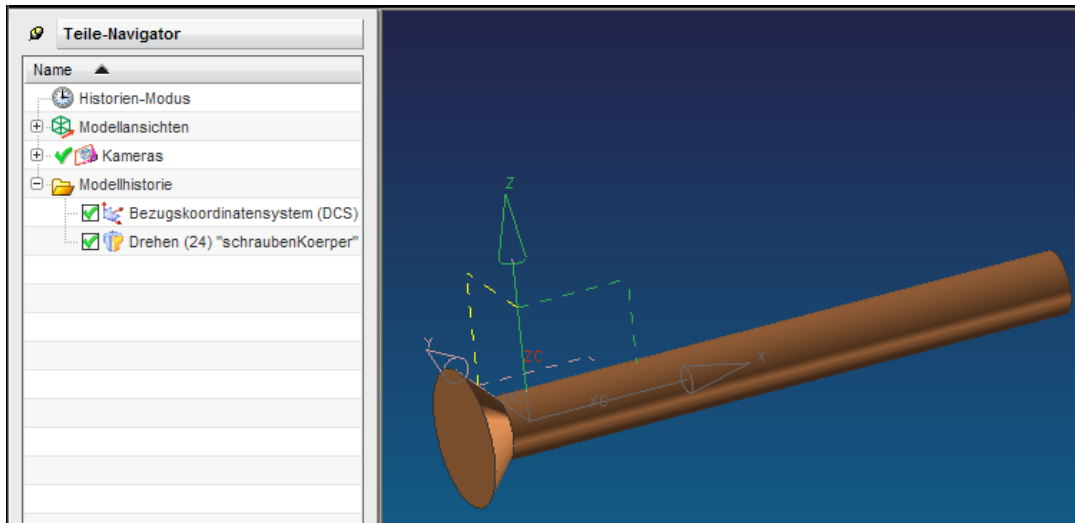 Teile-Navigator
Name
Historien-Modus
Modellansichten
Kameras
Modellhistorie
Bezugskoordinatensystem (DCS)
Drehen (24) "schraubenKoerper"
Z
Y
ZC
X
XC